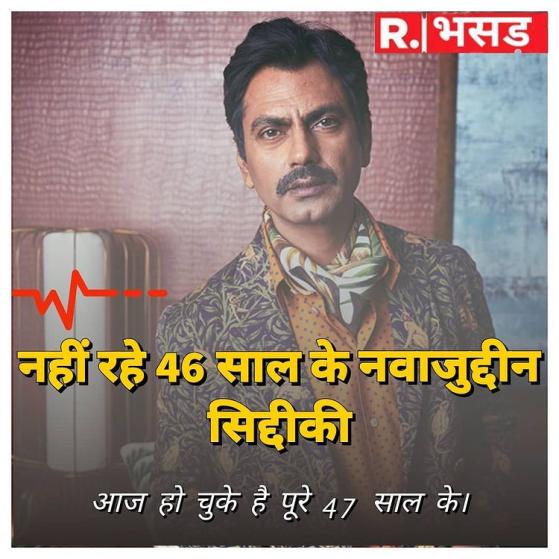 R. भसड़
नहीं रहे 46 साल के नवाजुद्दीन
सिद्दीकी
आज हो चुके है पूरे 47 साल के।